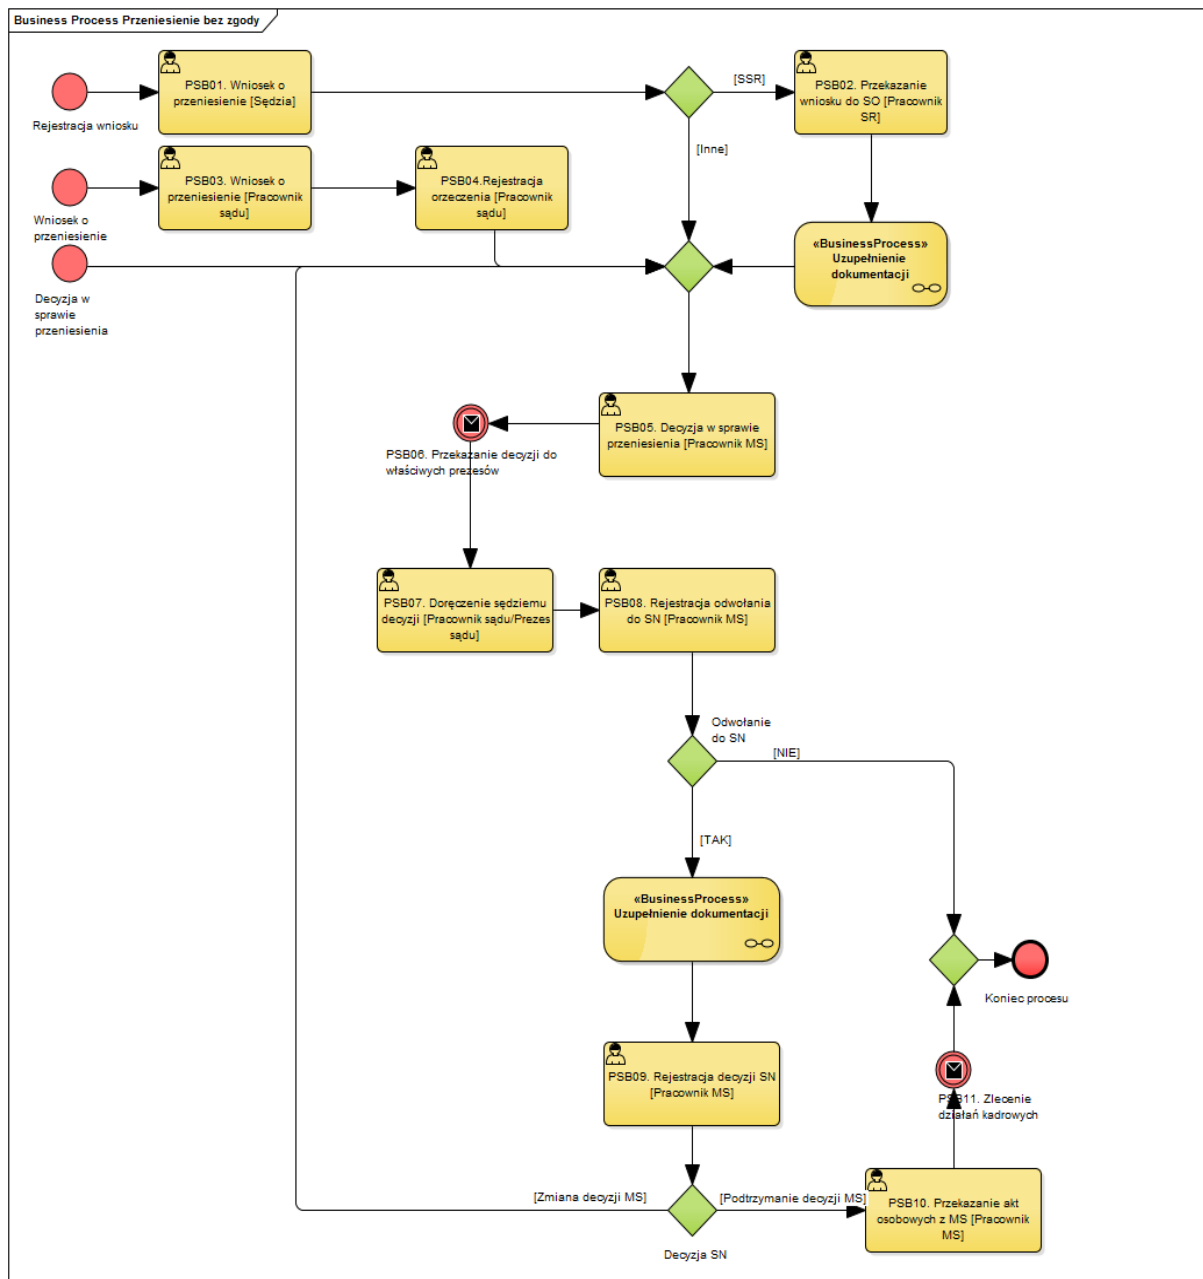 Business Process Przeniesienie bez zgody
PSB01. Wniosek o
przeniesienie [Sędzia]
Rejestracja wniosku
[SSR]
PSB02. Przekazanie
wniosku do SO [Pracownik
SR]
[Inne]
PSB03. Wniosek o
przeniesienie [Pracownik
sądu]
Wniosek o
przeniesienie
PSB04.Rejestracja
orzeczenia [Pracownik
sądu]
Decyzja w
sprawie
przeniesienia
«BusinessProcess»
Uzupełnienie
dokumentacji
PSB05. Decyzja w sprawie
przeniesienia [Pracownik MS]
PSB06. Przekazanie decyzji do
właściwych prezesów
PSB07. Doręczenie sędziemu
decyzji [Pracownik sądu/Prezes
sądu]
PSB08. Rejestracja odwołania
do SN [Pracownik MS]
Odwołanie
do SN
[NIE]
[TAK]
«BusinessProcess»
Uzupełnienie dokumentacji
Koniec procesu
PSB09. Rejestracja decyzji SN
[Pracownik MS]
PSB11. Zlecenie
działań kadrowych
[Zmiana decyzji MS]
[Podtrzymanie decyzji MS]
Decyzja SN
PSB10. Przekazanie akt
osobowych z MS [Pracownik
MS]